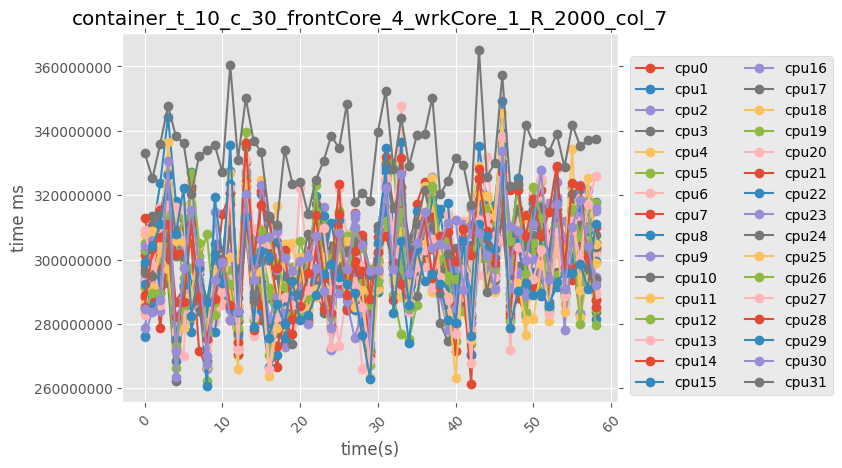 container_t_10_c_30_frontCore_4_wrkCore_1_R_2000_col_7
time ms
360000000
340000000
320000000
300000000
280000000
260000000
0
10
20
30
40
50
60
time(s)
cpu0
cpu1
cpu2
cpu3
cpu4
cpu5
cpu6
cpu7
cpu8
cpu9
cpu10
cpu11
cpu12
cpu13
cpu14
cpu15
cpu16
cpu17
cpu18
cpu19
cpu20
cpu21
cpu22
cpu23
cpu24
cpu25
cpu26
cpu27
cpu28
cpu29
cpu30
cpu31